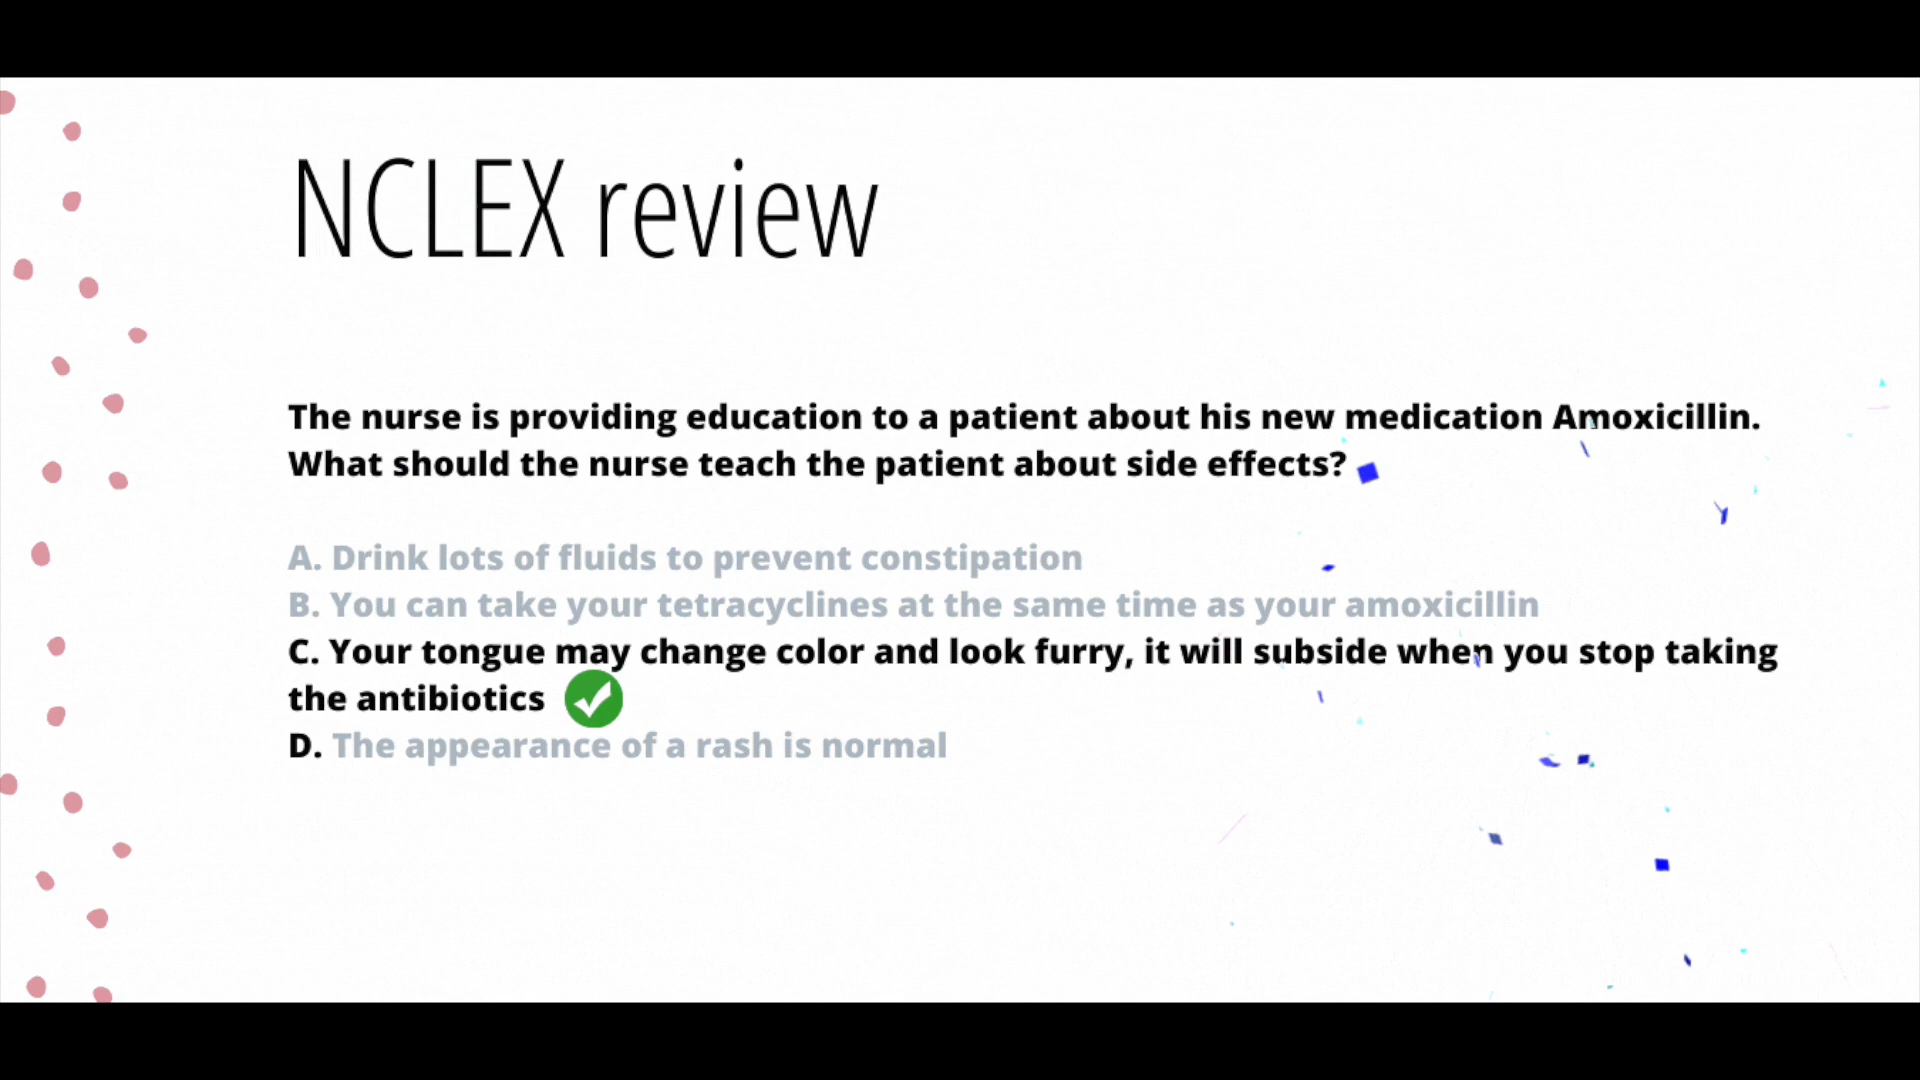 NCLEX review
The nurse is providing education to a patient about his new medication Amoxicillin.
What should the nurse teach the patient about side effects?
A. Drink lots of fluids to prevent constipation
B. You can take your tetracyclines at the same time as your amoxicillin
C. Your tongue may change color and look furry, it will subside when you stop taking
the antibiotics
D. The appearance of a rash is normal